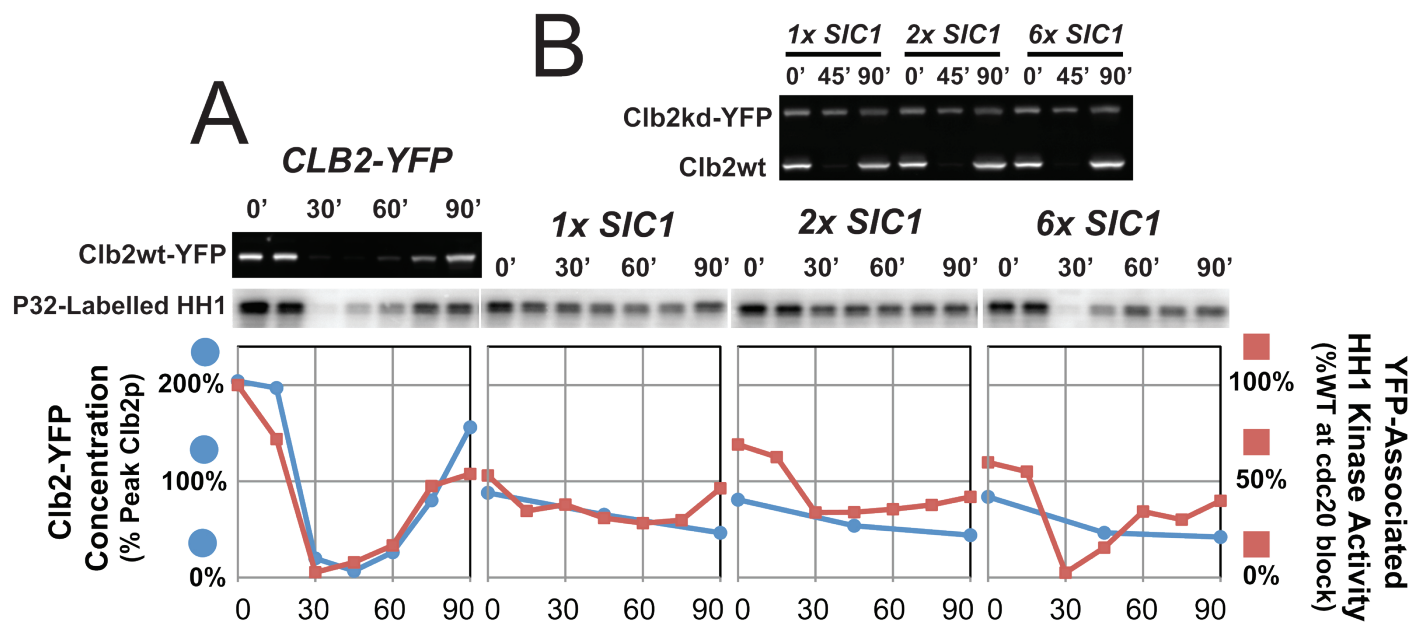 A
B
1x SIC1 2x SIC1 6x SIC1
0’ 45’ 90’ 0’ 45’ 90’ 0’ 45’ 90’
Clb2kd-YFP
Clb2wt
CLB2-YFP
0’ 30’ 60’ 90’
1x SIC1 2x SIC1 6x SIC1
Clb2wt-YFP
0’ 30’ 60’ 90’ 0’ 30’ 60’ 90’ 0’ 30’ 60’ 90’
P32-Labelled HH1
Clb2-YFP
Concentration
(% Peak Clb2p)
200%
100%
0%
0 30 60 90 0 30 60 90 0 30 60 90 0 30 60 90
100%
50%
0%
YFP-Associated
HH1 Kinase Activity
(%WT at cdc20 block)